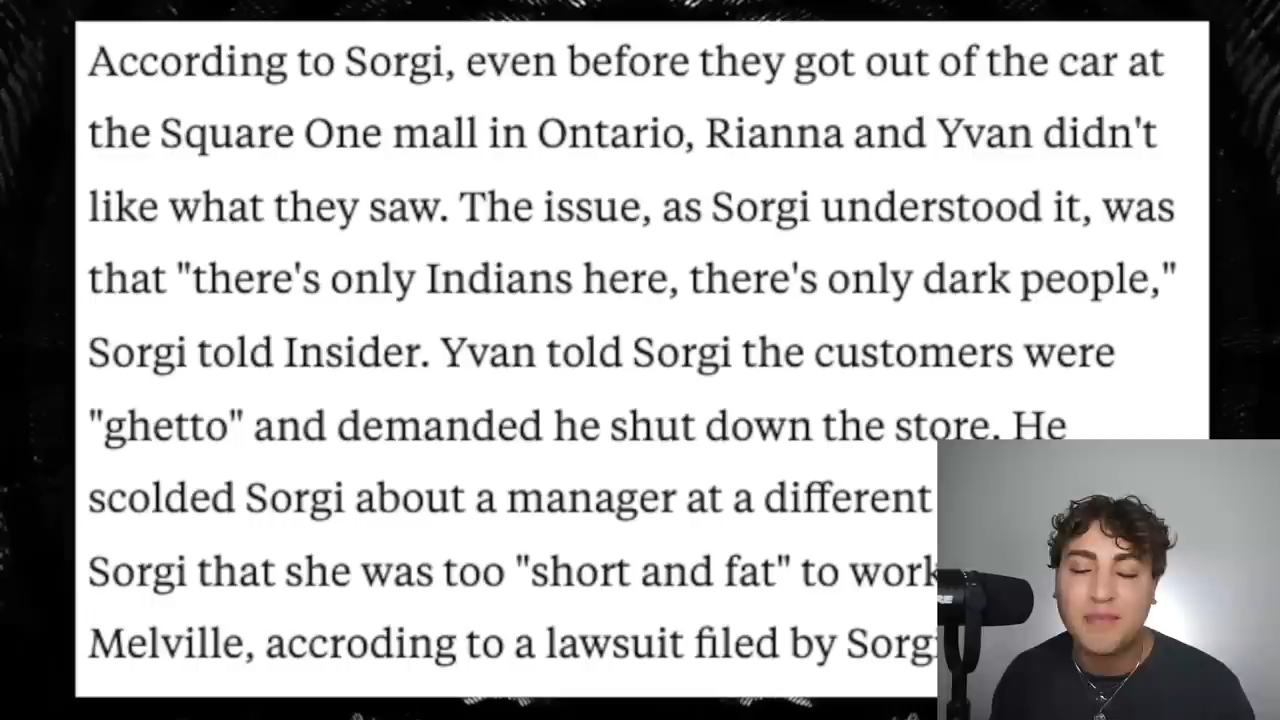 According to Sorgi, even before they got out of the car at
the Square One mall in Ontario, Rianna and Yvan didn't
like what they saw. The issue, as Sorgi understood it, was
that "there's only Indians here, there's only dark people,"
Sorgi told Insider. Yvan told Sorgi the customers were
"ghetto" and demanded he shut down the store. He
scolded Sorgi about a manager at a different
Sorgi that she was too "short and fat" to work
Melville, accroding to a lawsuit filed by Sorgi